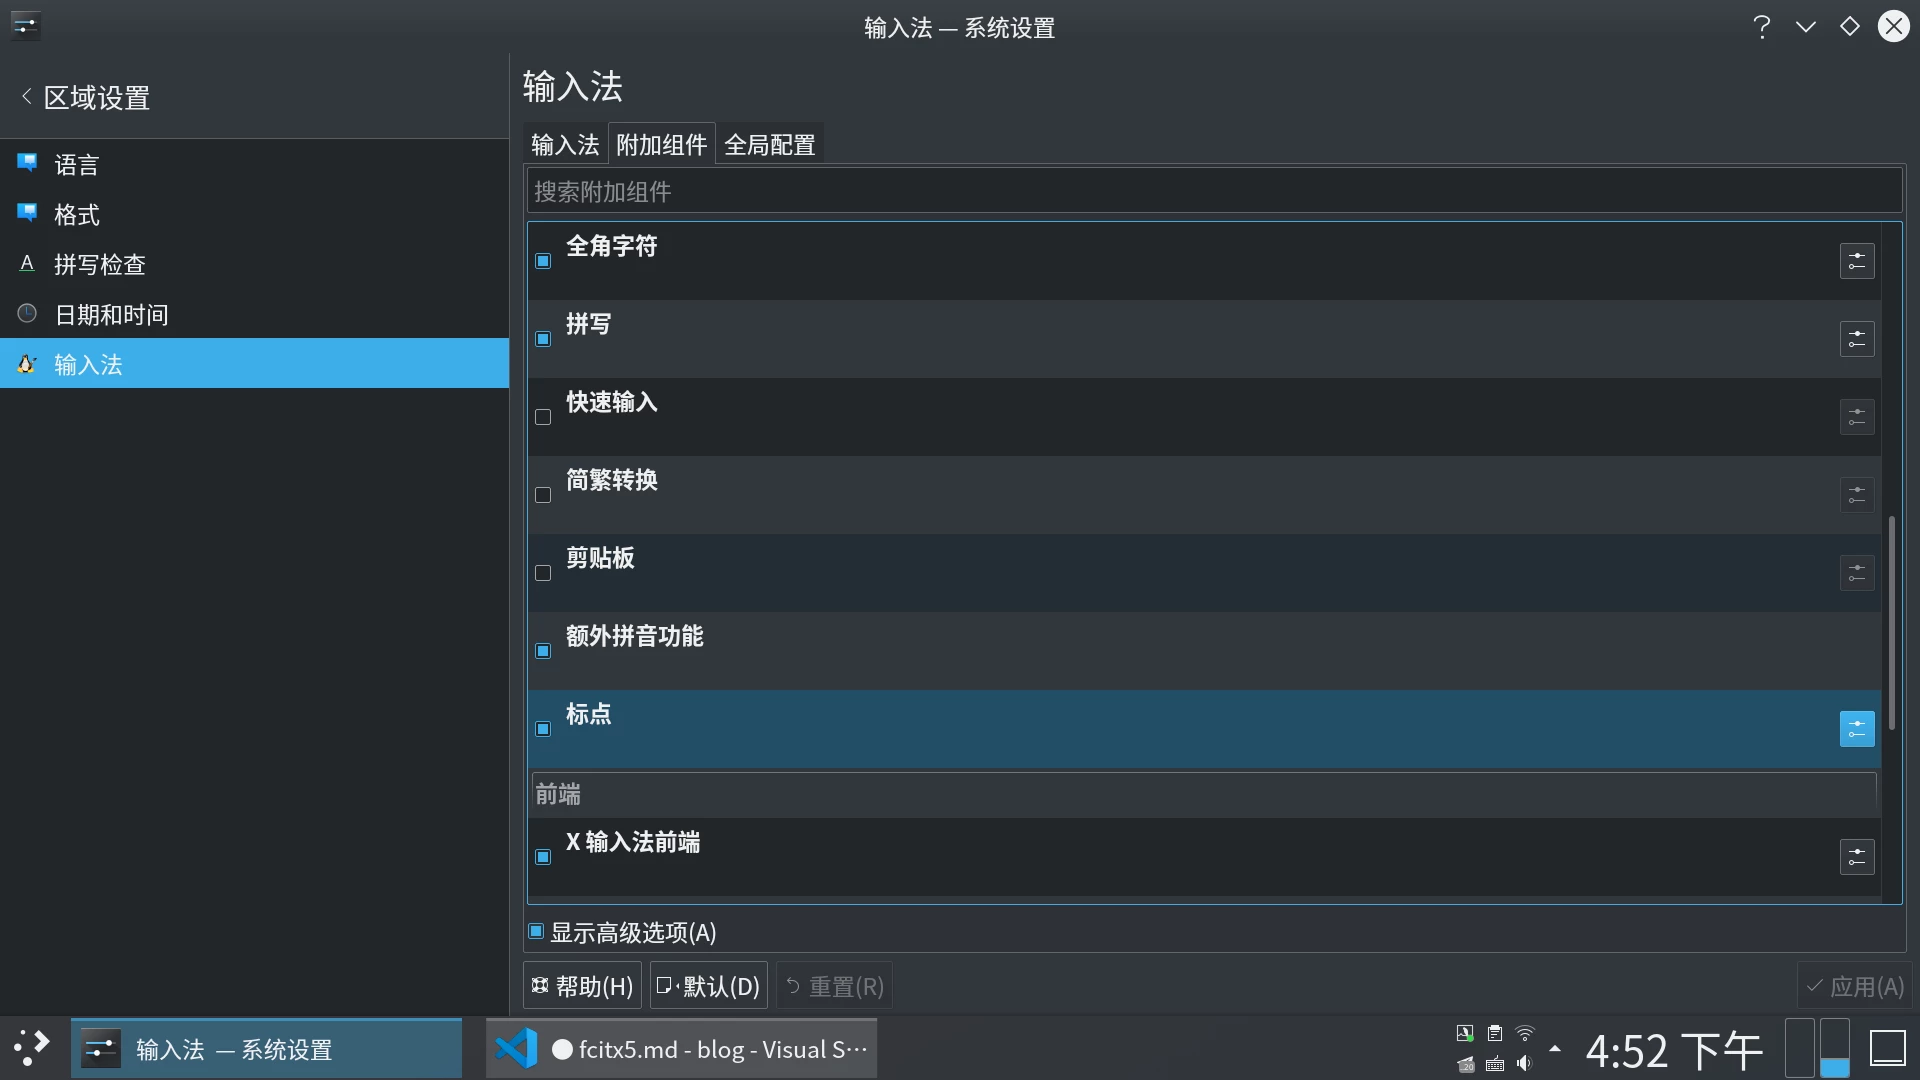 输入法 — 系统设置
区域设置
语言
格式
拼写检查
日期和时间
输入法
输入法
输入法 附加组件 全局配置
搜索附加组件
全角字符
拼写
快速输入
简繁转换
剪贴板
额外拼音功能
标点
前端
X 输入法前端
显示高级选项(A)
帮助(H) 默认(D) 重置(R) 应用(A)
输入法 — 系统设置
fcitx5.md - blog - Visual S…
20
4:52 下午